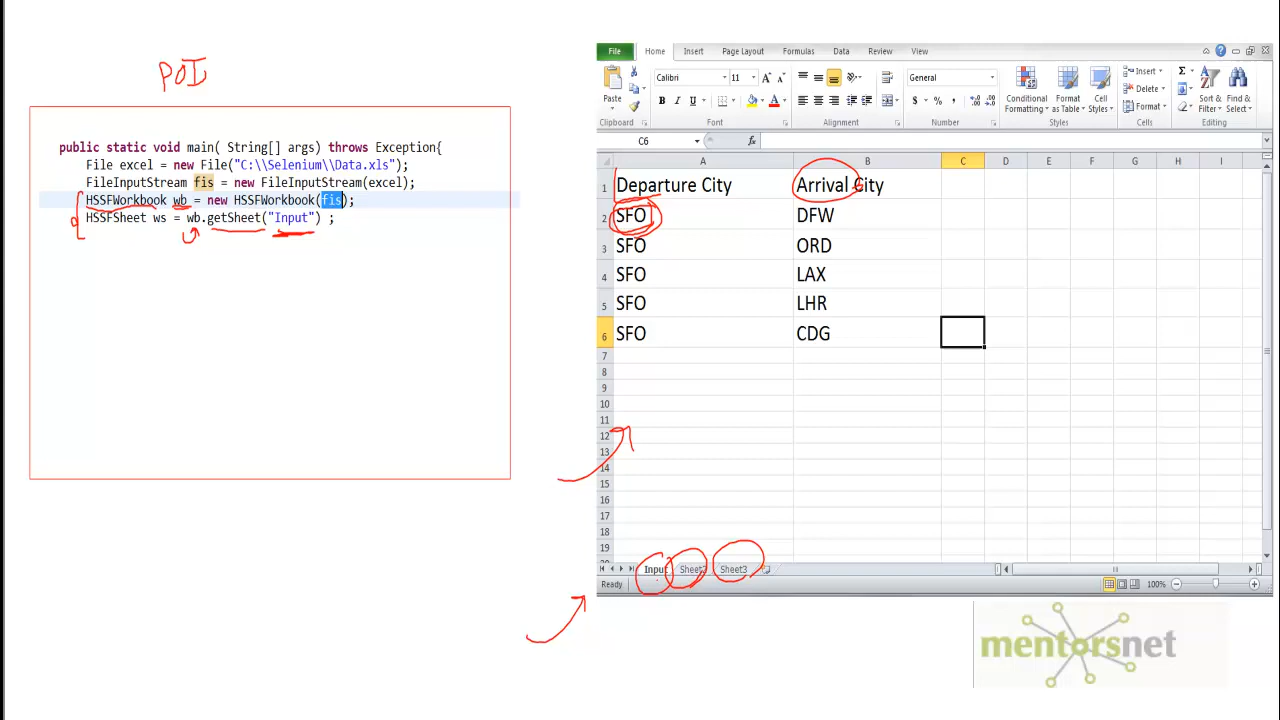 POI
public static void main( String[] args) throws Exception{
File excel = new File("C:\\Selenium\\Data.xls");
FileInputStream fis = new FileInputStream(excel);
HSSFWorkbook wb = new HSSFWorkbook(fis);
HSSFSheet ws = wb.getSheet("Input") ;
File Home Insert Page Layout Formulas Data Review View
Paste Calibri 11 A A General Conditional Formatting Format as Table Cell Styles Insert Delete Format Sort & Filter Find & Select
B I U A $ % ,
Clipboard Font Alignment Number Styles Cells Editing
C6 fx
A B C D E F G H I
1 Departure City Arrival City
2 SFO DFW
3 SFO ORD
4 SFO LAX
5 SFO LHR
6 SFO CDG
7
8
9
10
11
12
13
14
15
16
17
18
19
Input Sheet Sheet3
Ready 100%
mentorsnet